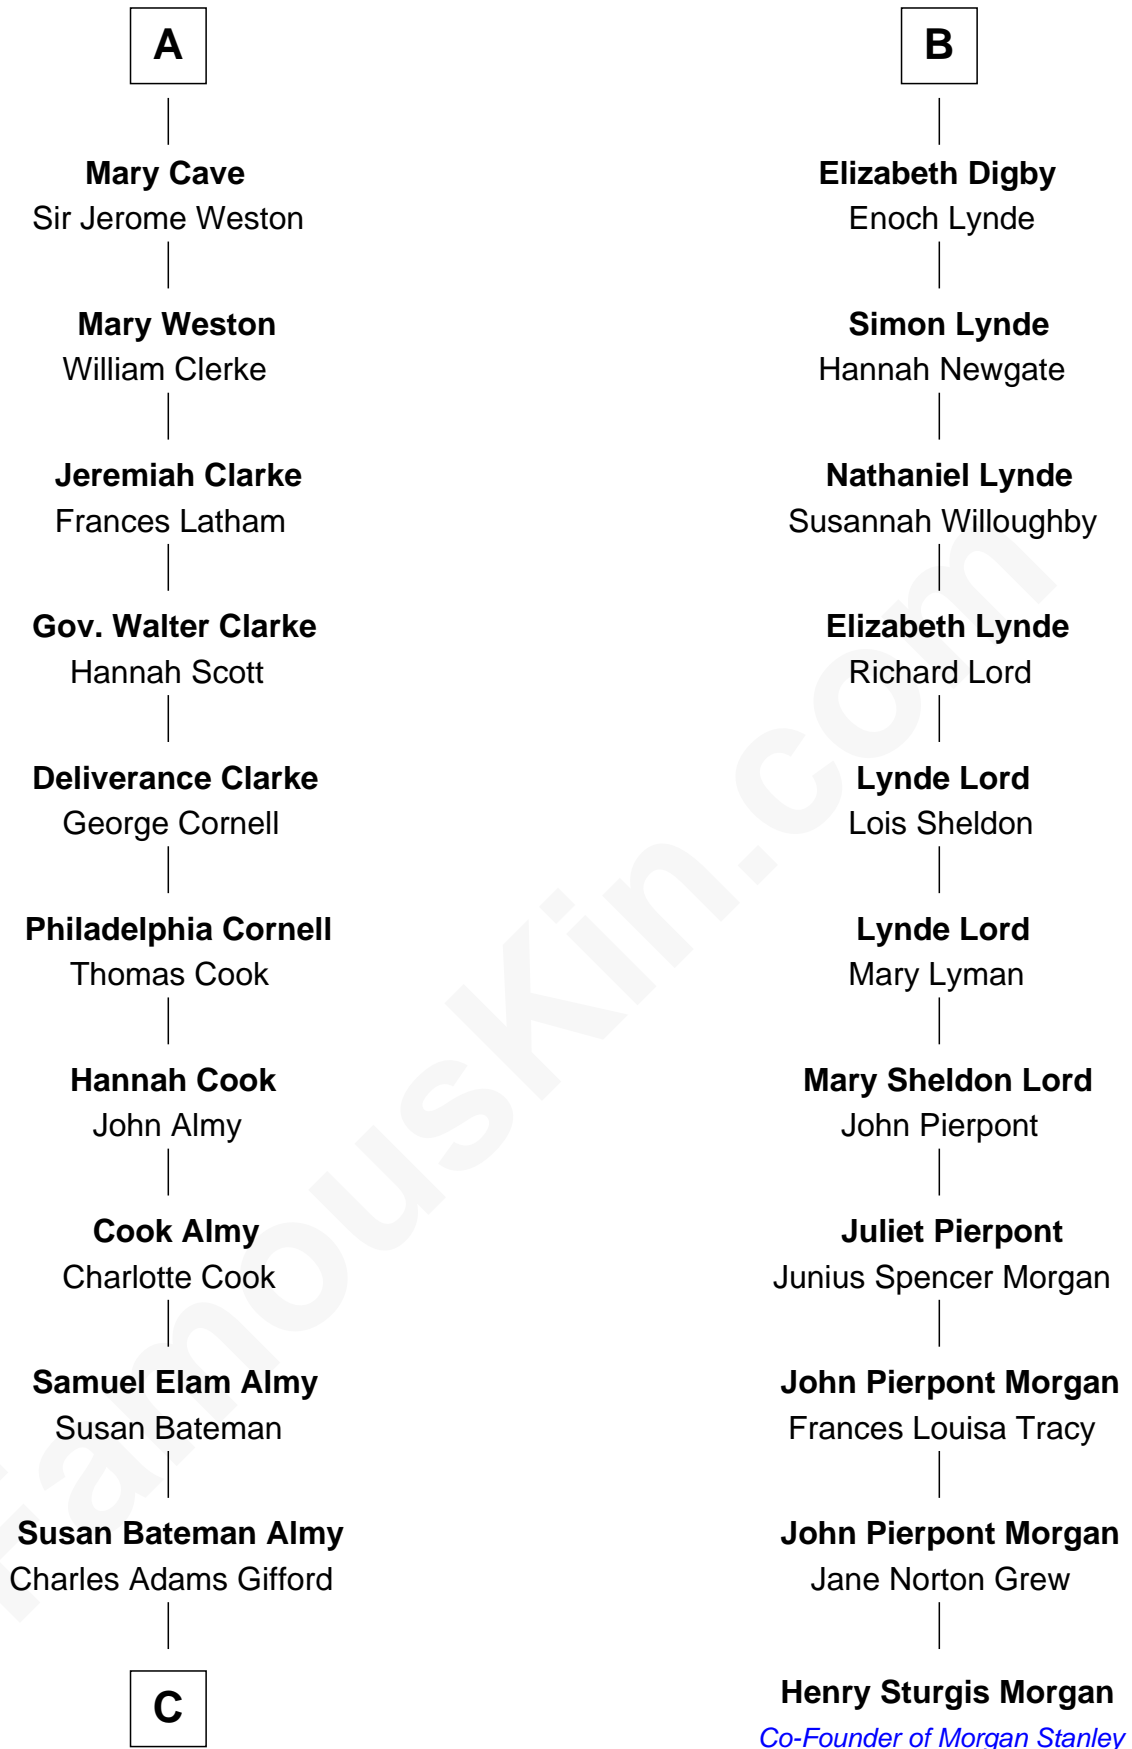 A
Mary Cave
Sir Jerome Weston
Mary Weston
William Clerke
Jeremiah Clarke
Frances Latham
Gov. Walter Clarke
Hannah Scott
Deliverance Clarke
George Cornell
Philadelphia Cornell
Thomas Cook
Hannah Cook
John Almy
Cook Almy
Charlotte Cook
Samuel Elam Almy
Susan Bateman
Susan Bateman Almy
Charles Adams Gifford
C
B
Elizabeth Digby
Enoch Lynde
Simon Lynde
Hannah Newgate
Nathaniel Lynde
Susannah Willoughby
Elizabeth Lynde
Richard Lord
Lynde Lord
Lois Sheldon
Lynde Lord
Mary Lyman
Mary Sheldon Lord
John Pierpont
Juliet Pierpont
Junius Spencer Morgan
John Pierpont Morgan
Frances Louisa Tracy
John Pierpont Morgan
Jane Norton Grew
Henry Sturgis Morgan
Co-Founder of Morgan Stanley
FamousKin.com